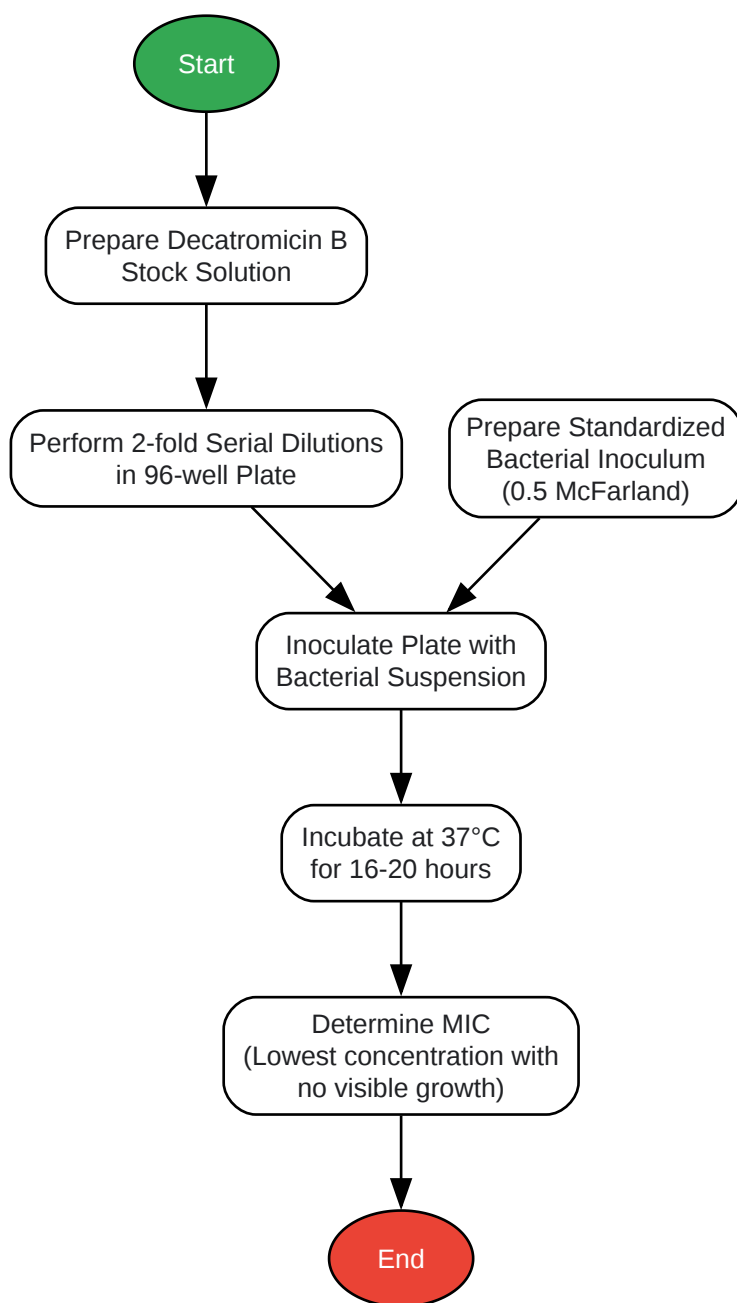 Start
Prepare Decatromicin B
Stock Solution
Perform 2-fold Serial Dilutions
in 96-well Plate
Prepare Standardized
Bacterial Inoculum
(0.5 McFarland)
Inoculate Plate with
Bacterial Suspension
Incubate at 37°C
for 16-20 hours
Determine MIC
(Lowest concentration with
no visible growth)
End